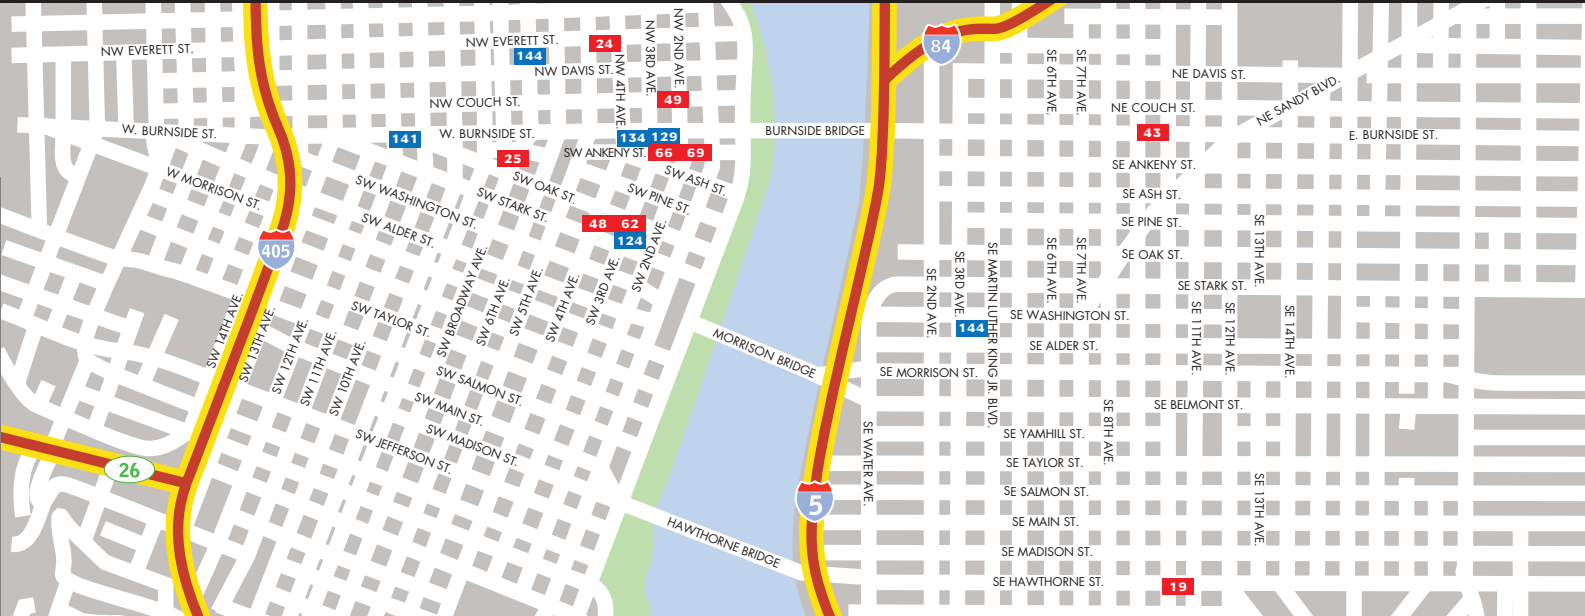 NW EVERETT ST.
NW EVERETT ST.
144
24
NW DAVIS ST.
NW 4TH AVE.
NW 3RD AVE.
NW 2ND AVE.
NW COUCH ST.
49
W. BURNSIDE ST.
141
W. BURNSIDE ST.
134
129
BURNSIDE BRIDGE
25
SW ANKENY ST.
66
69
SW ASH ST.
W MORRISON ST.
SW WASHINGTON ST.
SW OAK ST.
SW STARK ST.
SW PINE ST.
SW ALDER ST.
48
62
124
405
SW 2ND AVE.
SW 3RD AVE.
SW 4TH AVE.
SW 5TH AVE.
SW 6TH AVE.
SW BROADWAY AVE.
SW 14TH AVE.
SW 13TH AVE.
SW 12TH AVE.
SW 11TH AVE.
SW 10TH AVE.
SW TAYLOR ST.
SW SALMON ST.
SW MAIN ST.
SW MADISON ST.
SW JEFFERSON ST.
26
MORRISON BRIDGE
HAWTHORNE BRIDGE
5
84
SE 6TH AVE.
SE 7TH AVE.
NE DAVIS ST.
NE SANDY BLVD.
NE COUCH ST.
43
E. BURNSIDE ST.
SE ANKENY ST.
SE ASH ST.
SE PINE ST.
SE OAK ST.
SE 13TH AVE.
SE STARK ST.
SE 2ND AVE.
SE 3RD AVE.
SE MARTIN LUTHER KING JR. BLVD.
SE 6TH AVE.
SE 7TH AVE.
144
SE WASHINGTON ST.
SE ALDER ST.
SE 11TH AVE.
SE 12TH AVE.
SE 14TH AVE.
SE MORRISON ST.
SE BELMONT ST.
SE WATER AVE.
SE 8TH AVE.
SE YAMHILL ST.
SE TAYLOR ST.
SE SALMON ST.
SE MAIN ST.
SE MADISON ST.
SE 13TH AVE.
SE HAWTHORNE ST.
19